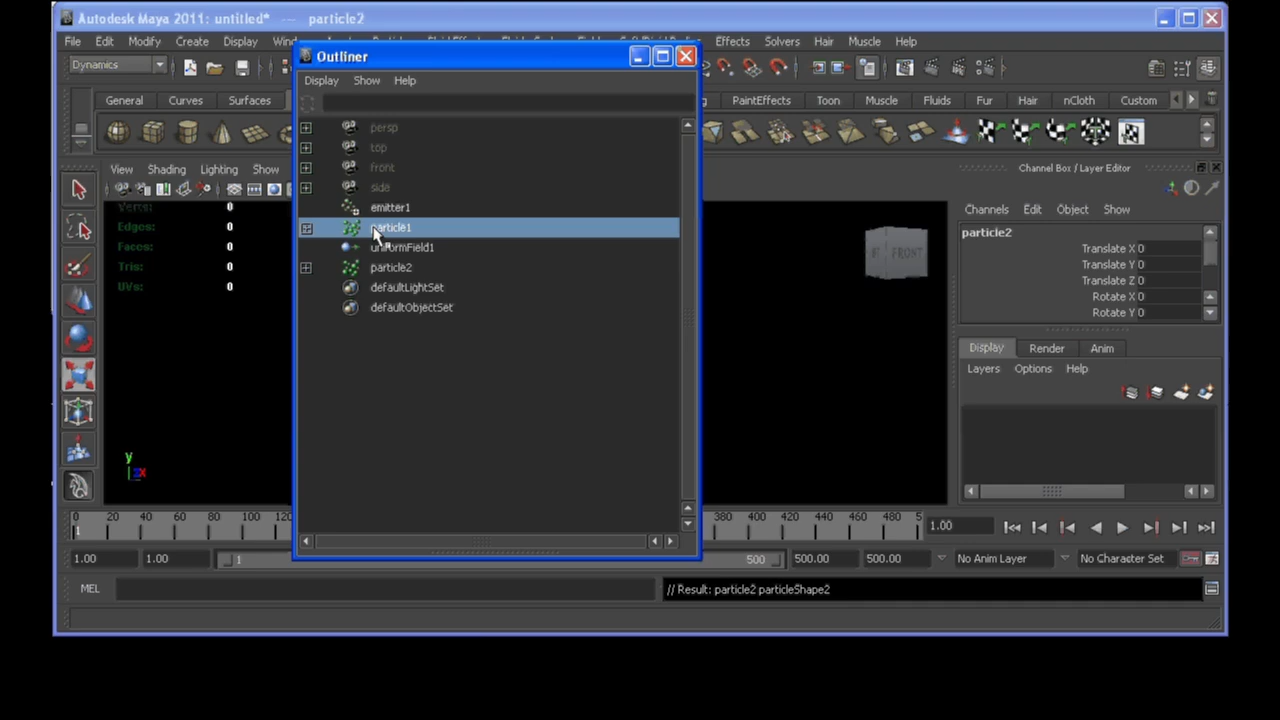 Autodesk Maya 2011: untitled* --- particle2
File Edit Modify Create Display Effects Solvers Hair Muscle Help
Outliner
Dynamics
Display Show Help
General Curves Surfaces PaintEffects Toon Muscle Fluids Fur Hair nCloth Custom
persp
top
front
side
emitter1
particle1
uniformField1
particle2
defaultLightSet
defaultObjectSet
View Shading Lighting Show
Verts: 0
Edges: 0
Faces: 0
Tris: 0
UVs: 0
y
x
FRONT
Channel Box / Layer Editor
Channels Edit Object Show
particle2
Translate X 0
Translate Y 0
Translate Z 0
Rotate X 0
Rotate Y 0
Display Render Anim
Layers Options Help
0 20 40 60 80 100 380 400 420 440 460 480
1
1.00
1.00 1.00 1 500 500.00 500.00 No Anim Layer No Character Set
MEL // Result: particle2 particleShape2